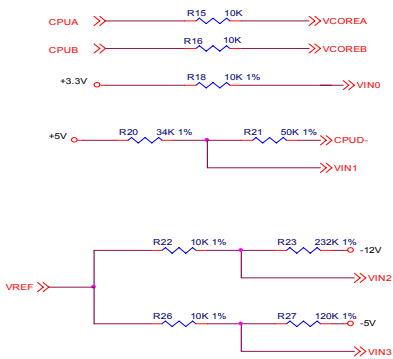 R15 10K
CPUA VCOREA
R16 10K
CPUB VCOREB
+3.3V R18 10K 1% VIN0
+5V R20 34K 1% R21 50K 1% CPUD-
VIN1
R22 10K 1% R23 232K 1% -12V
VREF VIN2
R26 10K 1% R27 120K 1% -5V
VIN3